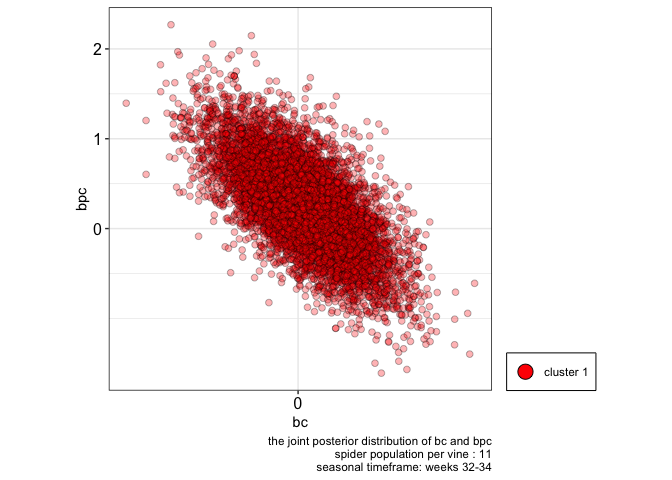 2
1
0
bpc
0
bc
cluster 1
the joint posterior distribution of bc and bpc
spider population per vine : 11
seasonal timeframe: weeks 32-34